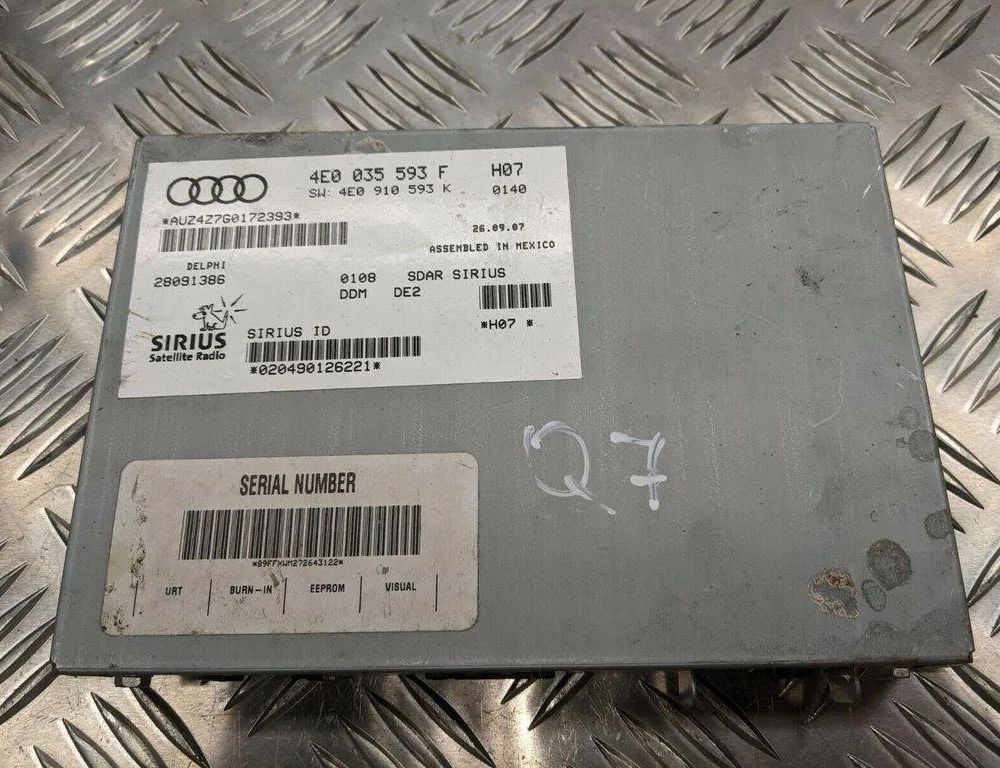 4E0 035 593 F H07
SW: 4E0 910 593 K 0140
*AUZ4Z7G0172393*
26.09.07
ASSEMBLED IN MEXICO
DELPHI
28091386 0108 SDAR SIRIUS
DDM DE2
SIRIUS
Satellite Radio
SIRIUS ID
*H07 *
*020490126221*
Q7
SERIAL NUMBER
*89FFXWM272643122*
URT BURN-IN EEPROM VISUAL